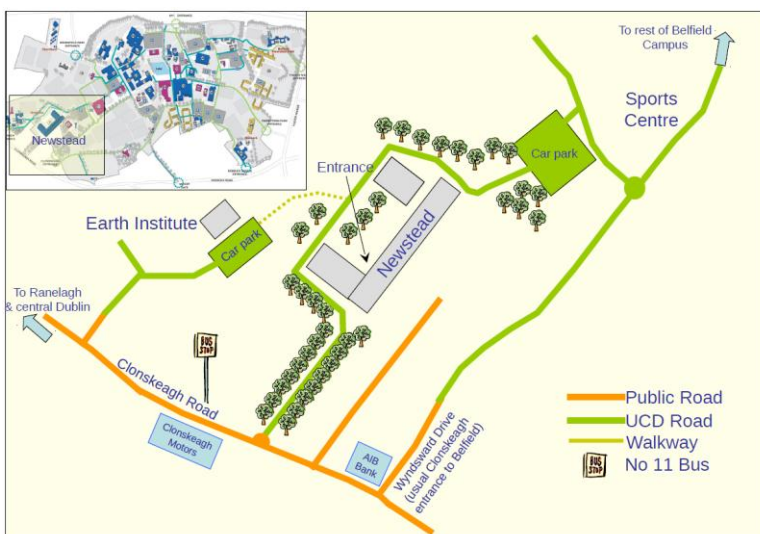 Newstead
To rest of Belfield
Campus
Sports
Centre
Car park
Entrance
Newstead
Earth Institute
Car park
To Ranelagh
& central Dublin
BUS
STOP
Clonskeagh Road
Clonskeagh
Motors
AIB
Bank
Wyndsward Drive
(usual Clonskeagh
entrance to Belfield)
Public Road
UCD Road
Walkway
BUS
STOP
No 11 Bus